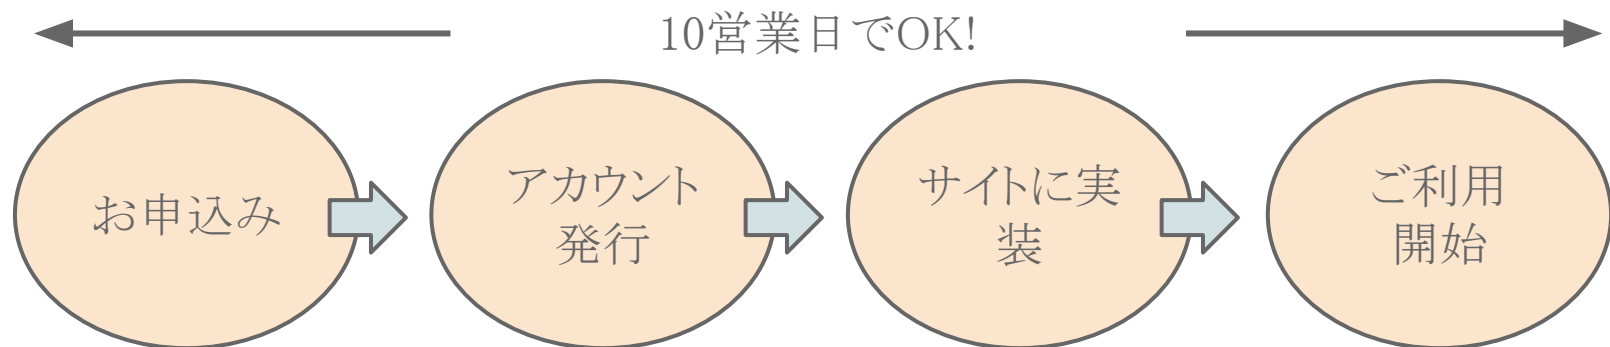 10営業日でOK!
お申込み
アカウント
発行
サイトに実
装
ご利用
開始